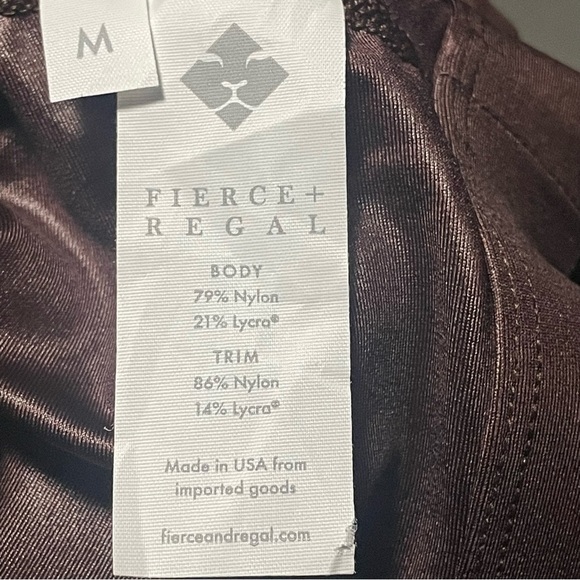 M
FIERCE+
REGAL
BODY
79% Nylon
21% Lycra®
TRIM
86% Nylon
14% Lycra®
Made in USA from
imported goods
fierceandregal.com